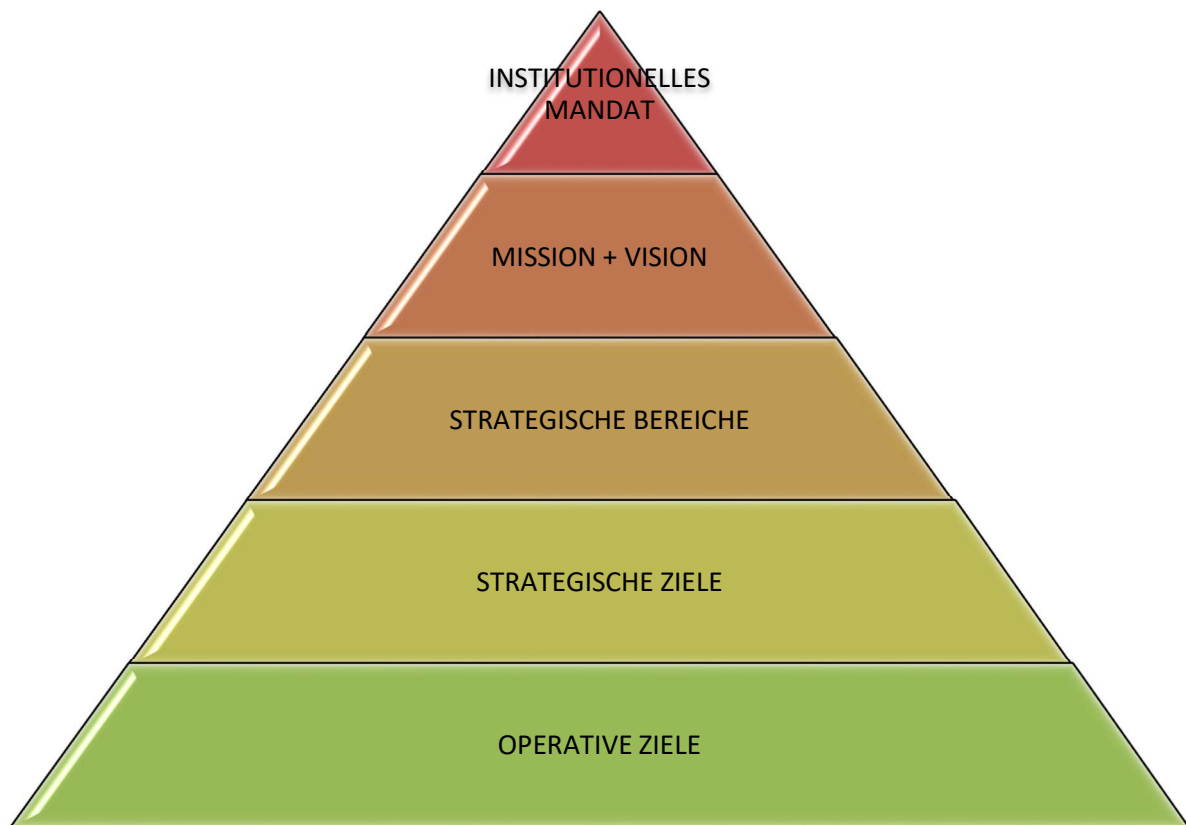 INSTITUTIONELLES
MANDAT
MISSION + VISION
STRATEGISCHE BEREICHE
STRATEGISCHE ZIELE
OPERATIVE ZIELE